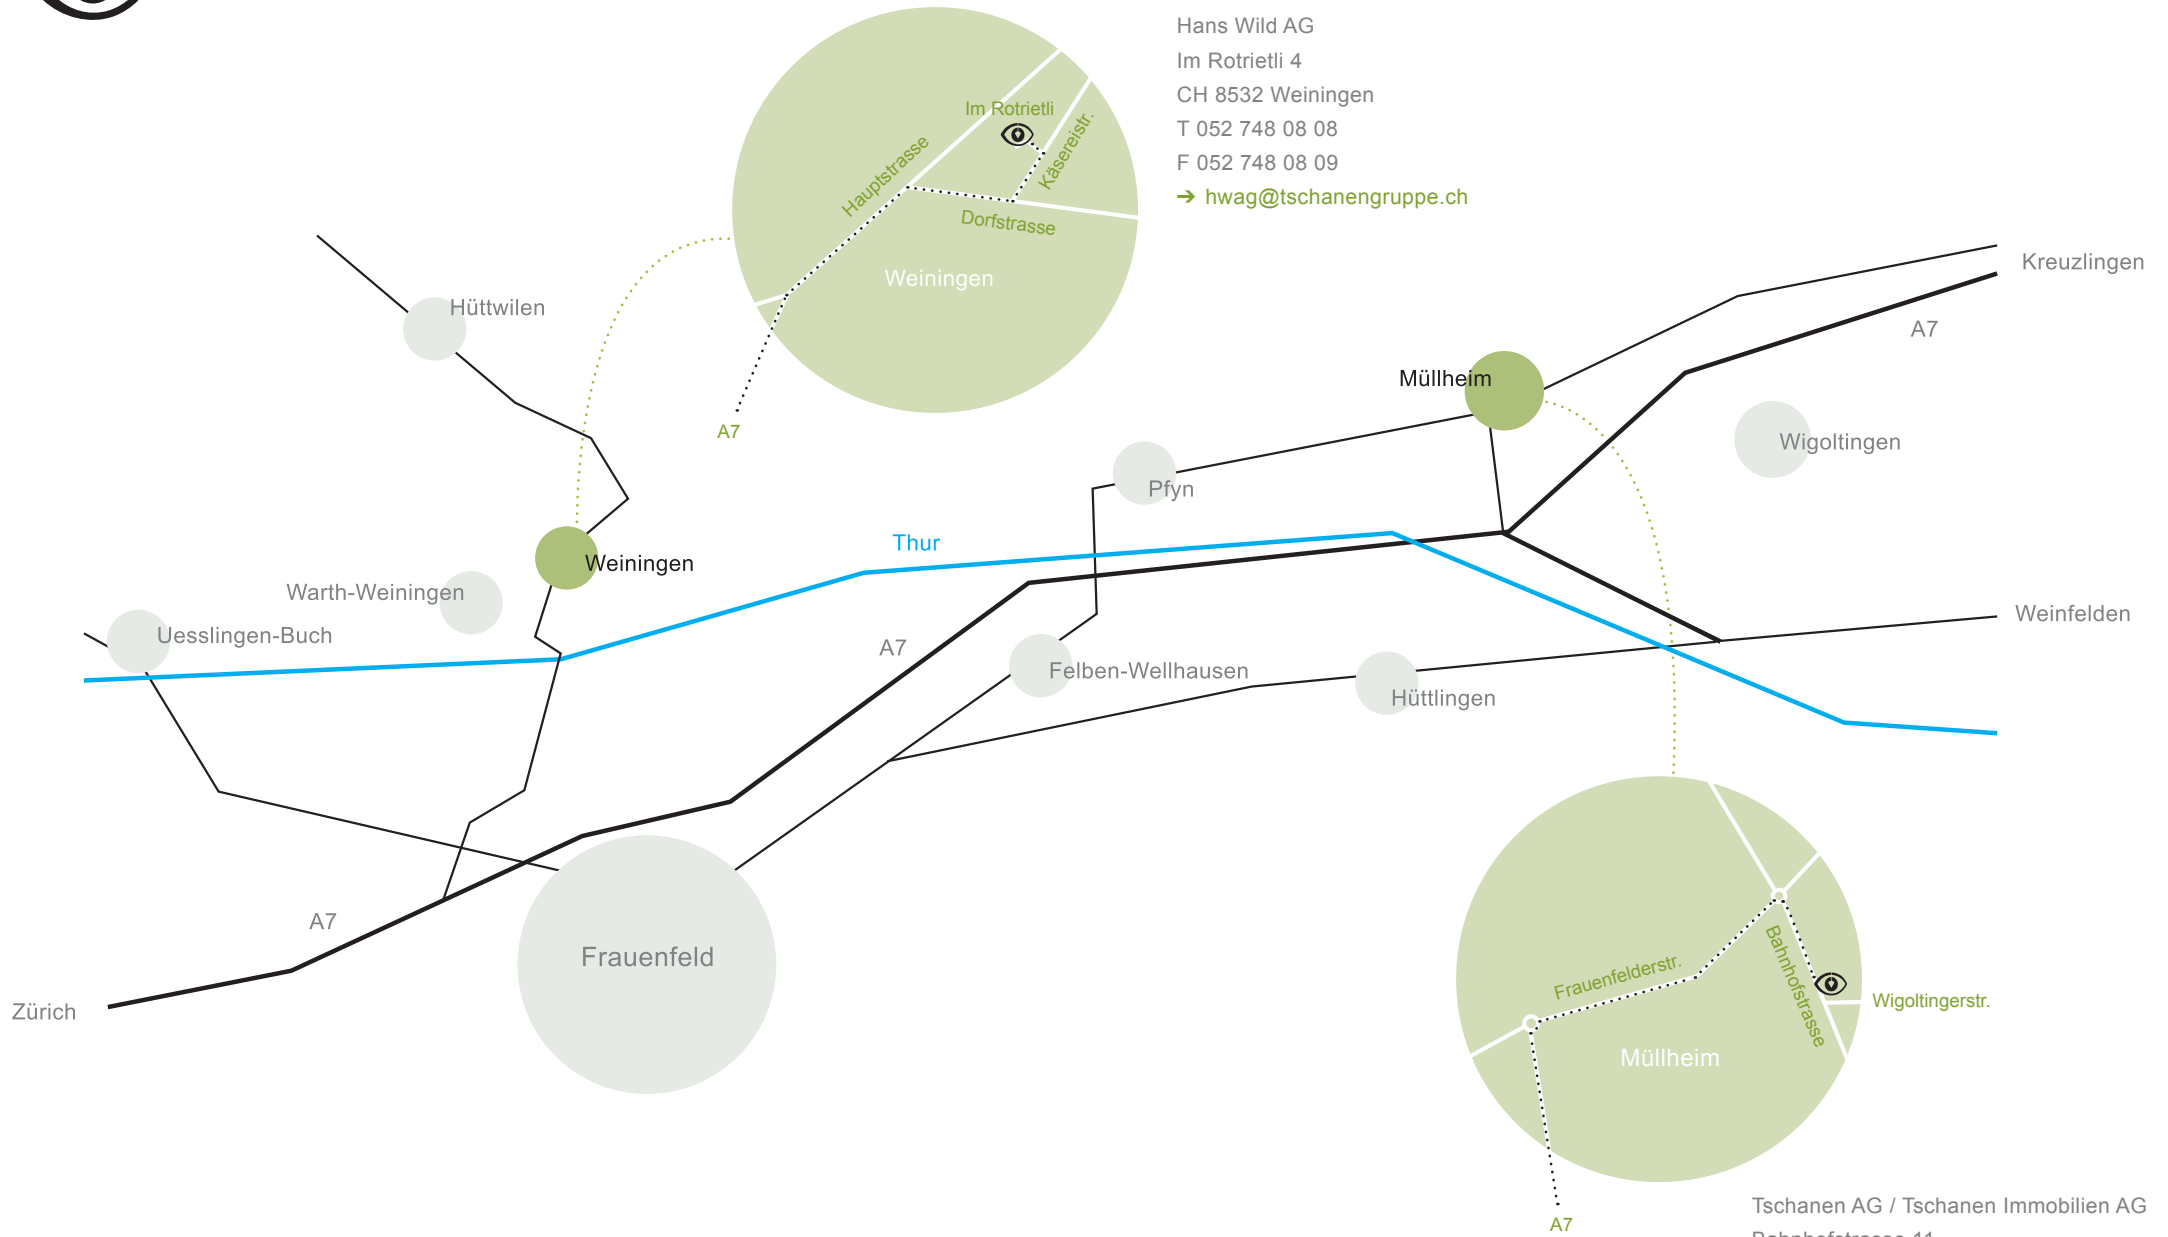 Hans Wild AG
Im Rotrietli 4
CH 8532 Weiningen
T 052 748 08 08
F 052 748 08 09
➔ hwag@tschanengruppe.ch
Im Rotrietli
Käsereistr.
Hauptstrasse
Dorfstrasse
Weiningen
A7
Kreuzlingen
A7
Hüttwilen
Müllheim
Wigoltingen
Pfyn
Thur
Weiningen
Warth-Weiningen
Uesslingen-Buch
Weinfelden
A7
Felben-Wellhausen
Hüttlingen
A7
Frauenfeld
Zürich
Frauenfelderstr.
Bahnhofstrasse
Wigoltingerstr.
Müllheim
A7
Tschanen AG / Tschanen Immobilien AG
Bahnhofstrasse 11